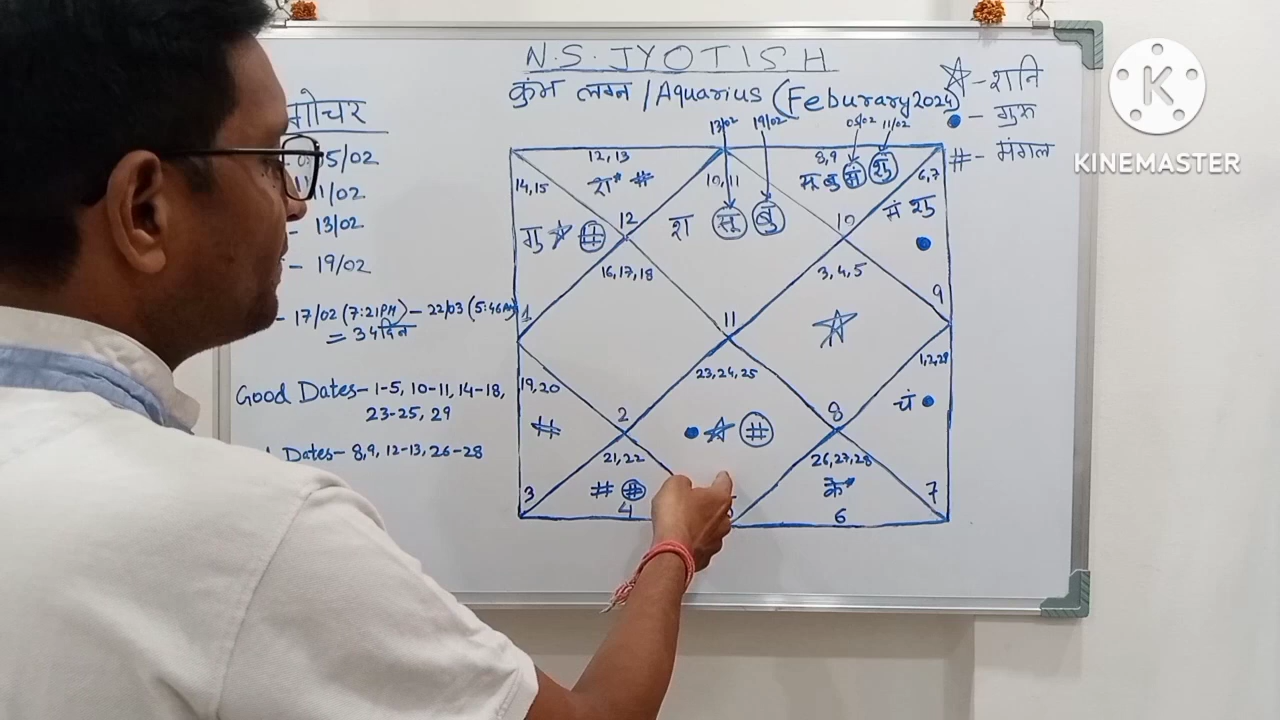 N.S. JYOTISH
कुंभ लग्न / Aquarius (Feburary 2024)
☆ - शनि
● - गुरु
# - मंगल
K
KINEMASTER
गोचर
- 05/02
- 11/02
- 13/02
- 19/02
- 17/02 (7:21PM) - 22/03 (5:46AM)
= 34 दिन
Good Dates - 1-5, 10-11, 14-18,
23-25, 29
Dates - 8,9, 12-13, 26-28
13/02 19/02 05/02 11/02
12, 13
रा* #
12
10, 11
श सू बु
11
8,9
सू बु मं शु
10
6,7
मं शु ●
9
14, 15
गु ☆ #
1
16, 17, 18
3, 4, 5
☆
19, 20
#
2
23, 24, 25
● ☆ #
8
1, 2, 29
चं ●
7
21, 22
# #
3
4
26, 27, 28
के*
6